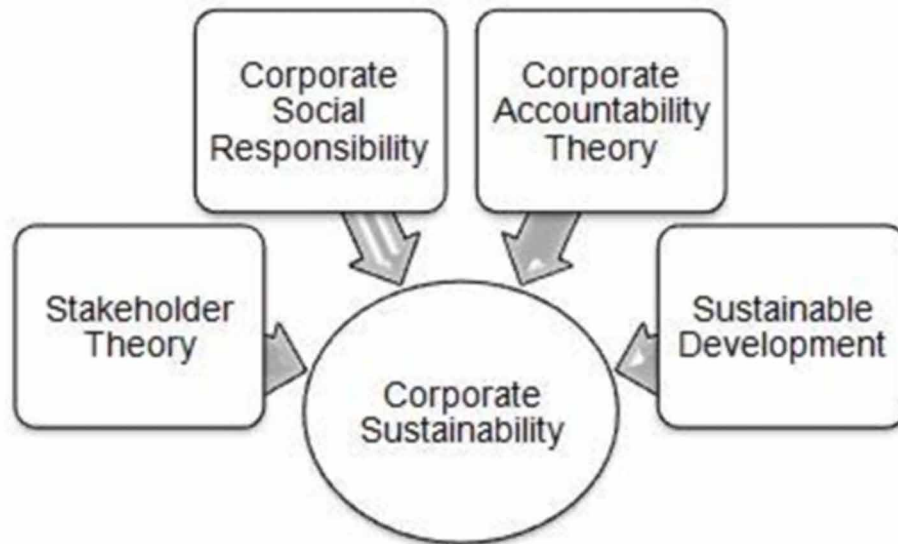 Corporate
Social
Responsibility
Corporate
Accountability
Theory
Stakeholder
Theory
Sustainable
Development
Corporate
Sustainability